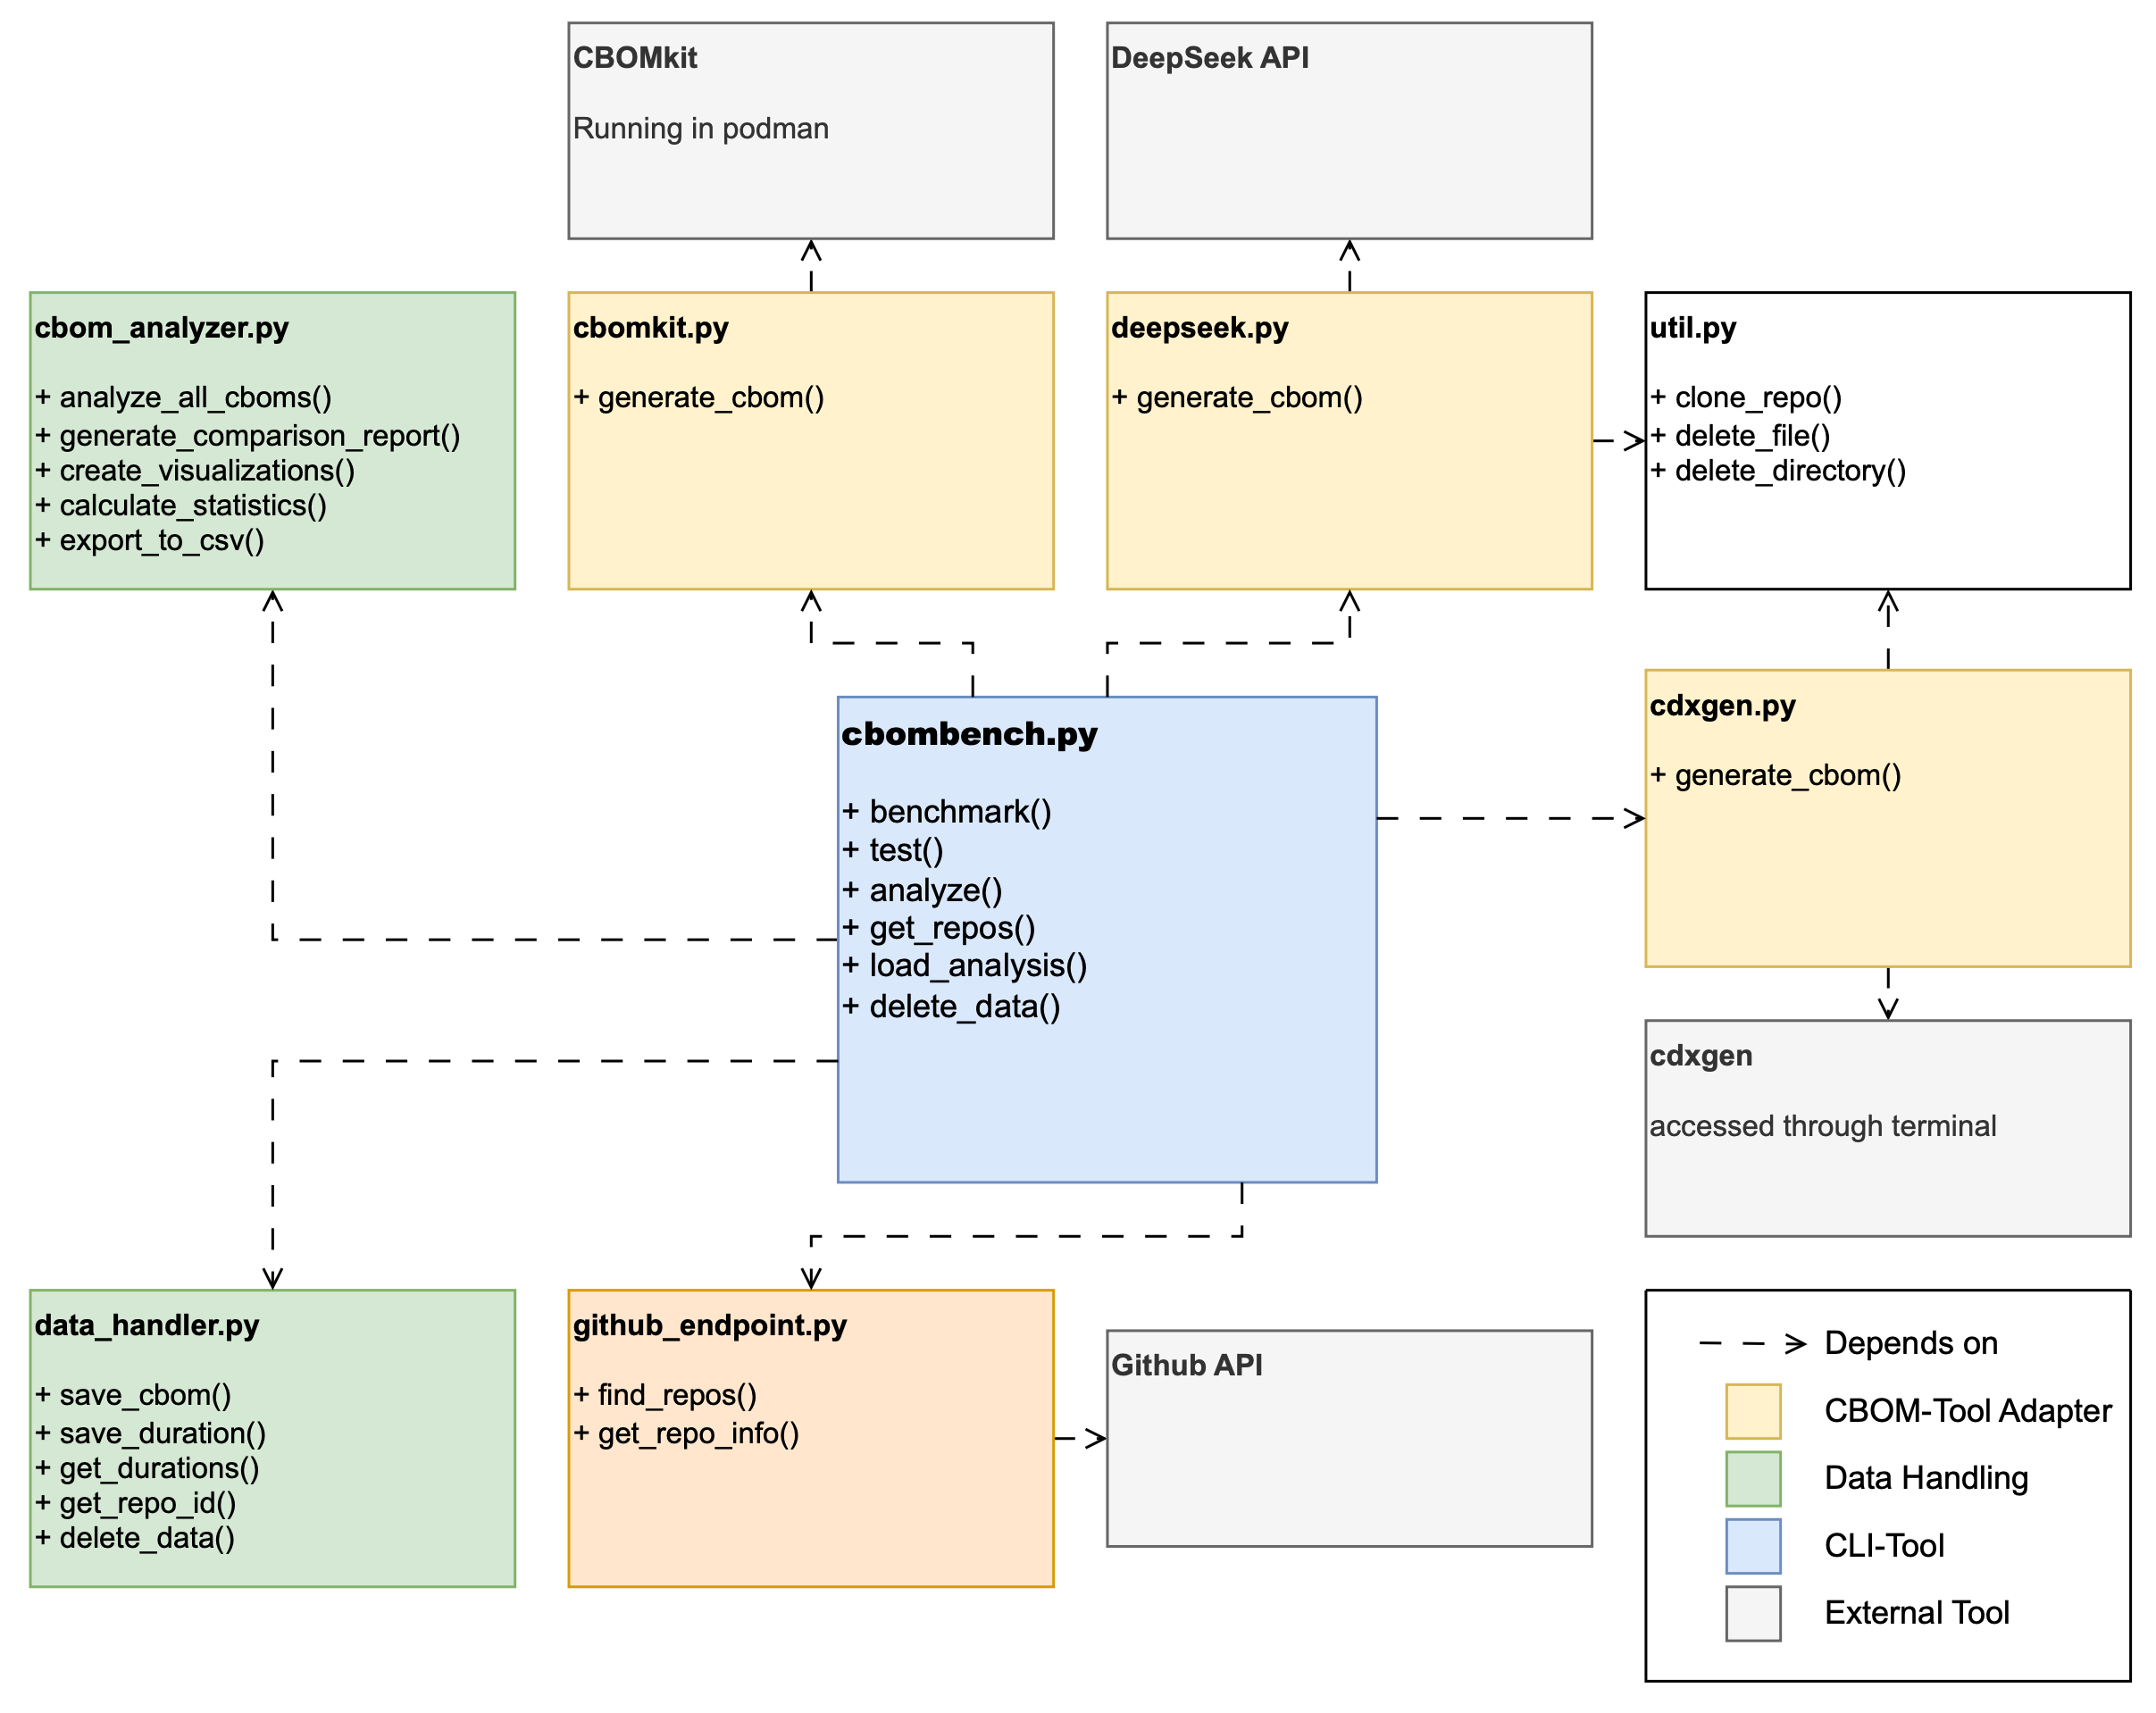 CBOMkit
Running in podman
DeepSeek API
cbom_analyzer.py
+ analyze_all_cboms()
+ generate_comparison_report()
+ create_visualizations()
+ calculate_statistics()
+ export_to_csv()
cbomkit.py
+ generate_cbom()
deepseek.py
+ generate_cbom()
util.py
+ clone_repo()
+ delete_file()
+ delete_directory()
cbombench.py
+ benchmark()
+ test()
+ analyze()
+ get_repos()
+ load_analysis()
+ delete_data()
cdxgen.py
+ generate_cbom()
cdxgen
accessed through terminal
data_handler.py
+ save_cbom()
+ save_duration()
+ get_durations()
+ get_repo_id()
+ delete_data()
github_endpoint.py
+ find_repos()
+ get_repo_info()
Github API
Depends on
CBOM-Tool Adapter
Data Handling
CLI-Tool
External Tool